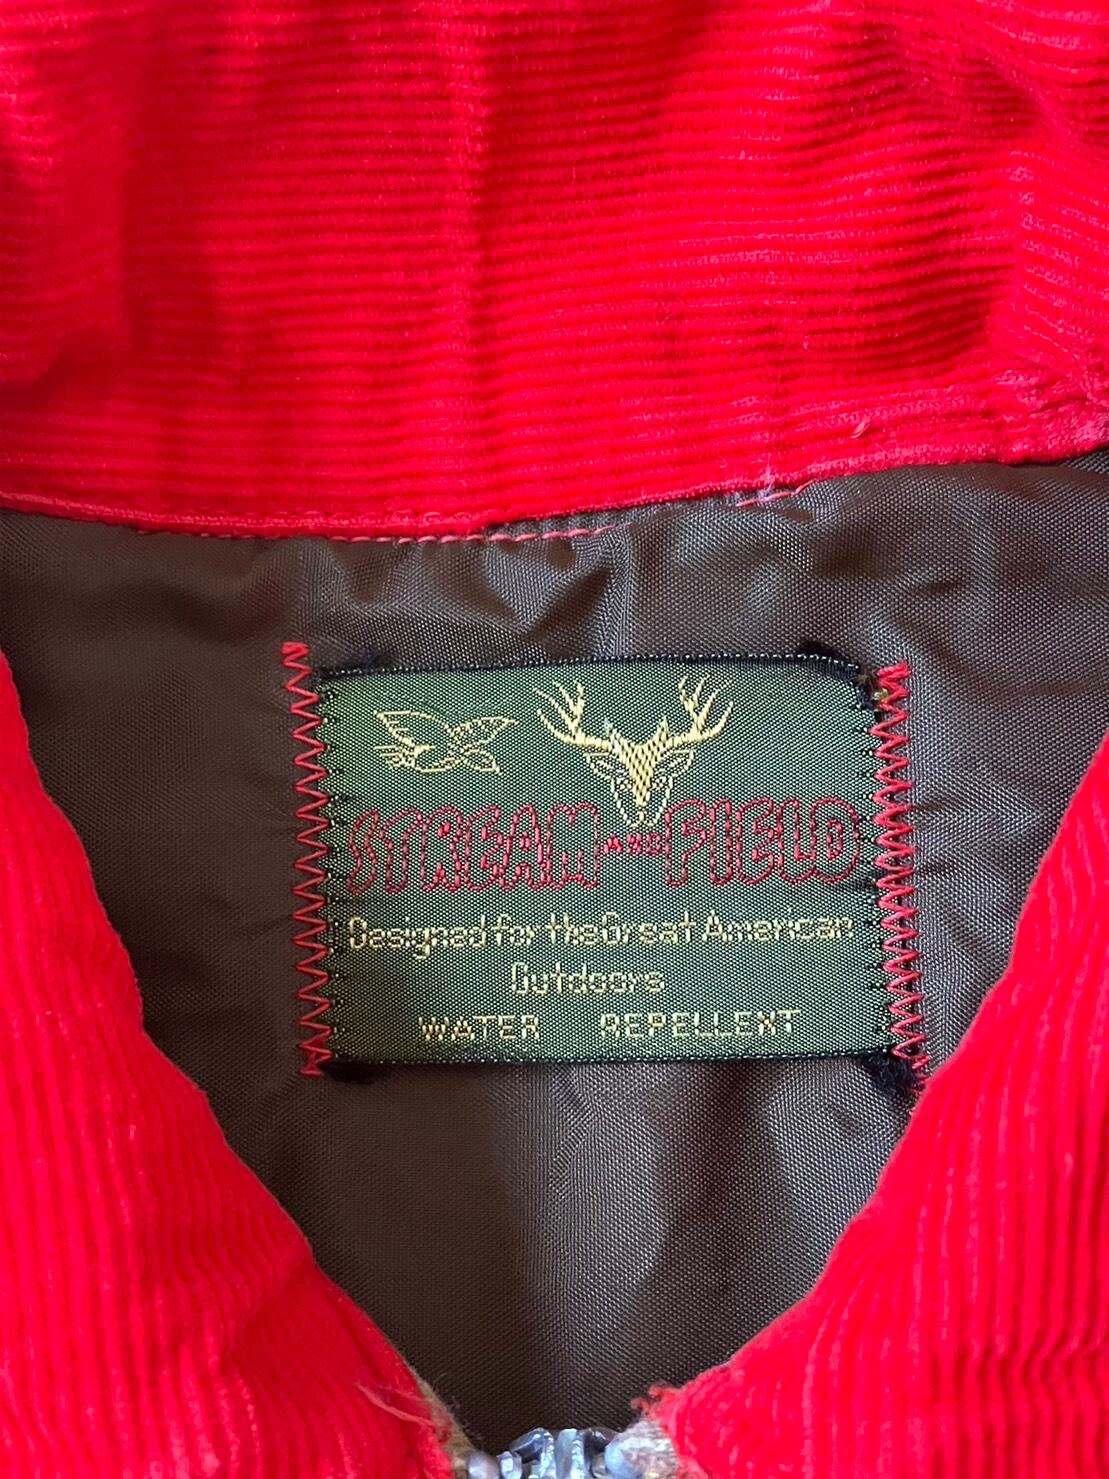 STREAM AND FIELD
Designed for the Great American
Outdoors
WATER REPELLENT